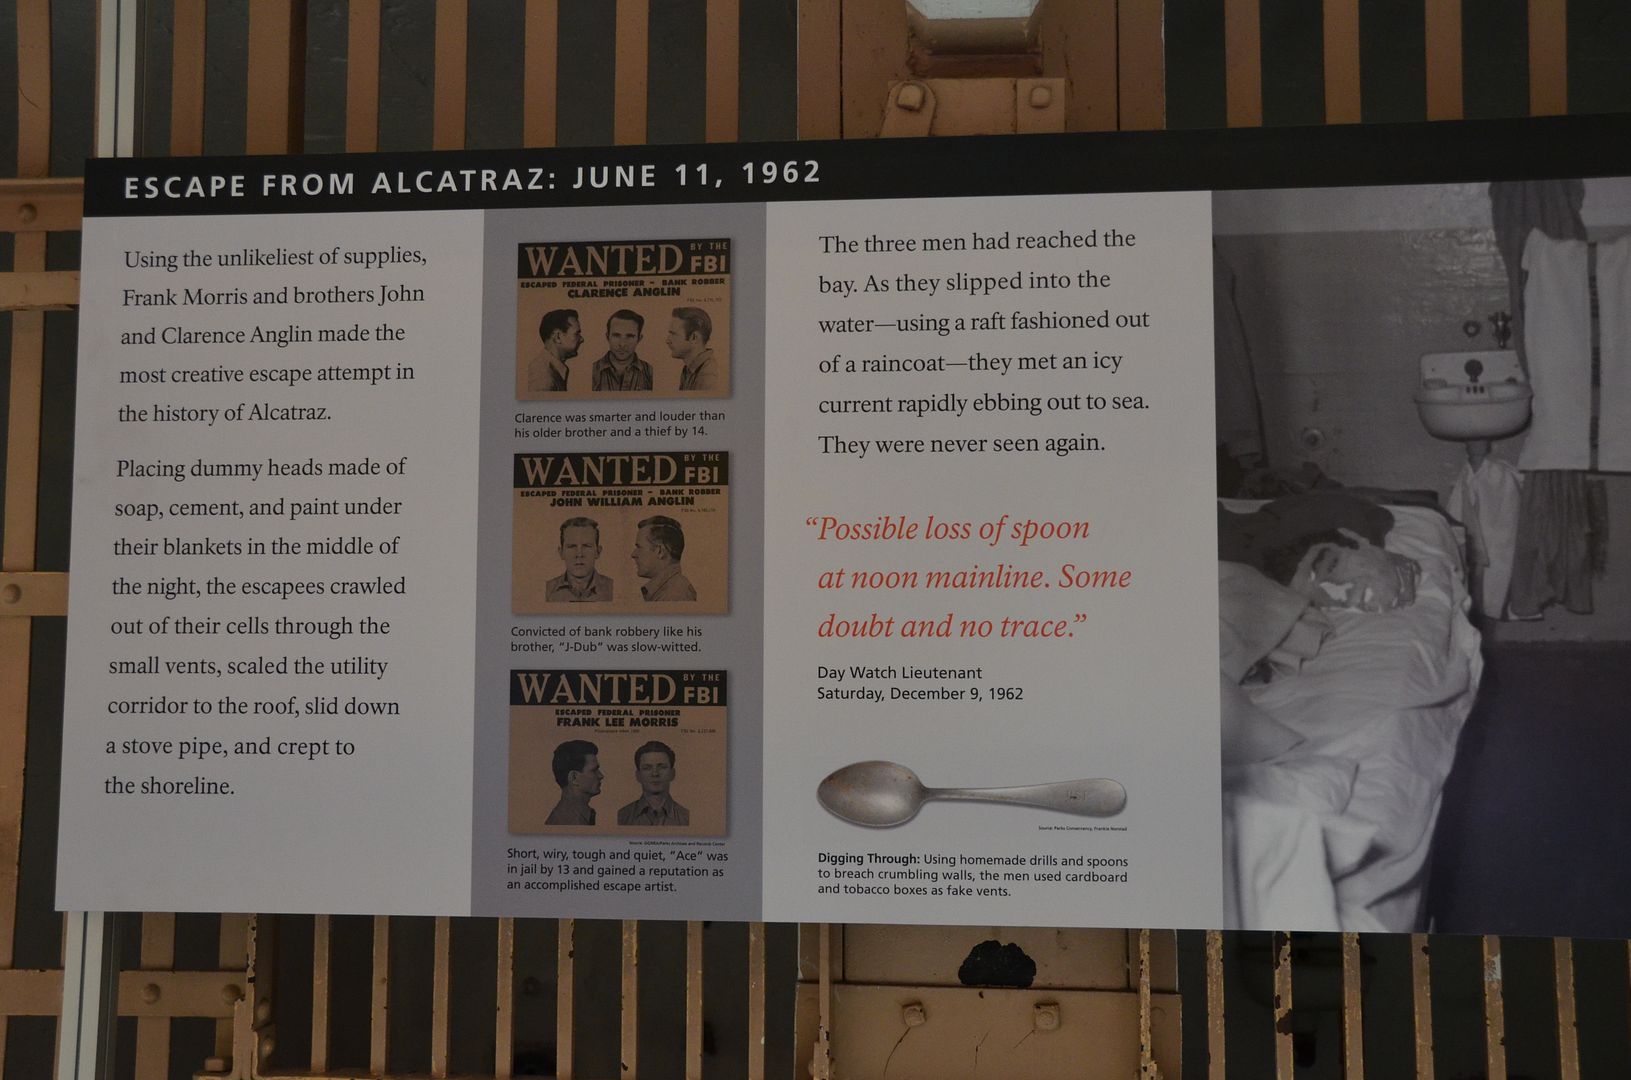 ESCAPE FROM ALCATRAZ: JUNE 11, 1962
Using the unlikeliest of supplies,
Frank Morris and brothers John
and Clarence Anglin made the
most creative escape attempt in
the history of Alcatraz.
Placing dummy heads made of
soap, cement, and paint under
their blankets in the middle of
the night, the escapees crawled
out of their cells through the
small vents, scaled the utility
corridor to the roof, slid down
a stove pipe, and crept to
the shoreline.
WANTED BY THE FBI
ESCAPED FEDERAL PRISONER – BANK ROBBER
CLARENCE ANGLIN
Clarence was smarter and louder than
his older brother and a thief by 14.
WANTED BY THE FBI
ESCAPED FEDERAL PRISONER – BANK ROBBER
JOHN WILLIAM ANGLIN
Convicted of bank robbery like his
brother, “J-Dub” was slow-witted.
WANTED BY THE FBI
ESCAPED FEDERAL PRISONER
FRANK LEE MORRIS
Short, wiry, tough and quiet, “Ace” was
in jail by 13 and gained a reputation as
an accomplished escape artist.
The three men had reached the
bay. As they slipped into the
water—using a raft fashioned out
of a raincoat—they met an icy
current rapidly ebbing out to sea.
They were never seen again.
“Possible loss of spoon
at noon mainline. Some
doubt and no trace.”
Day Watch Lieutenant
Saturday, December 9, 1962
Source: Parks Conservancy, Frankie
Digging Through: Using homemade drills and spoons
to breach crumbling walls, the men used cardboard
and tobacco boxes as fake vents.